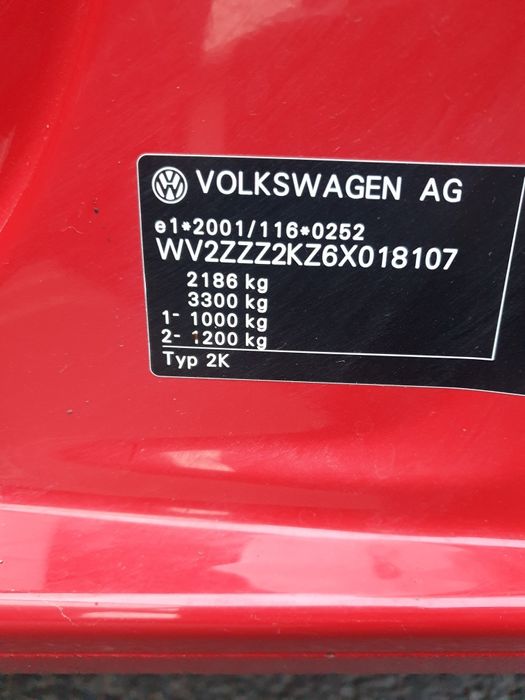 VOLKSWAGEN AG
e1*2001/116*0252
WV2ZZZ2KZ6X018107
2186 kg
3300 kg
1- 1000 kg
2- 1200 kg
Typ 2K